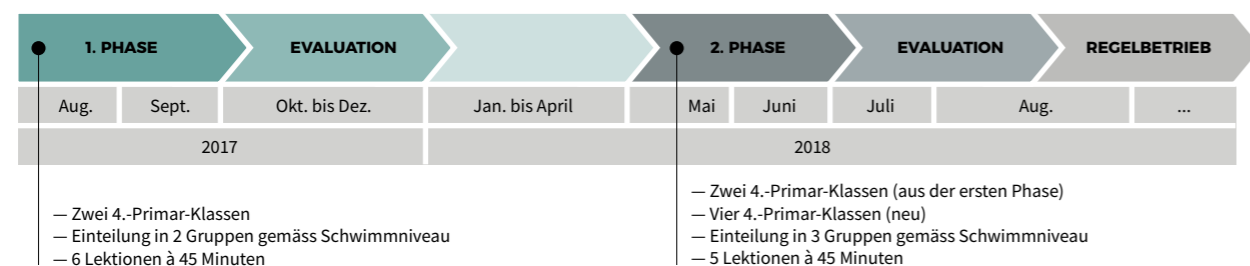 1. PHASE EVALUATION 2. PHASE EVALUATION REGELBETRIEB
Aug. Sept. Okt. bis Dez. Jan. bis April Mai Juni Juli Aug. ...
2017 2018
— Zwei 4.-Primar-Klassen
— Einteilung in 2 Gruppen gemäss Schwimmniveau
— 6 Lektionen à 45 Minuten
— Zwei 4.-Primar-Klassen (aus der ersten Phase)
— Vier 4.-Primar-Klassen (neu)
— Einteilung in 3 Gruppen gemäss Schwimmniveau
— 5 Lektionen à 45 Minuten